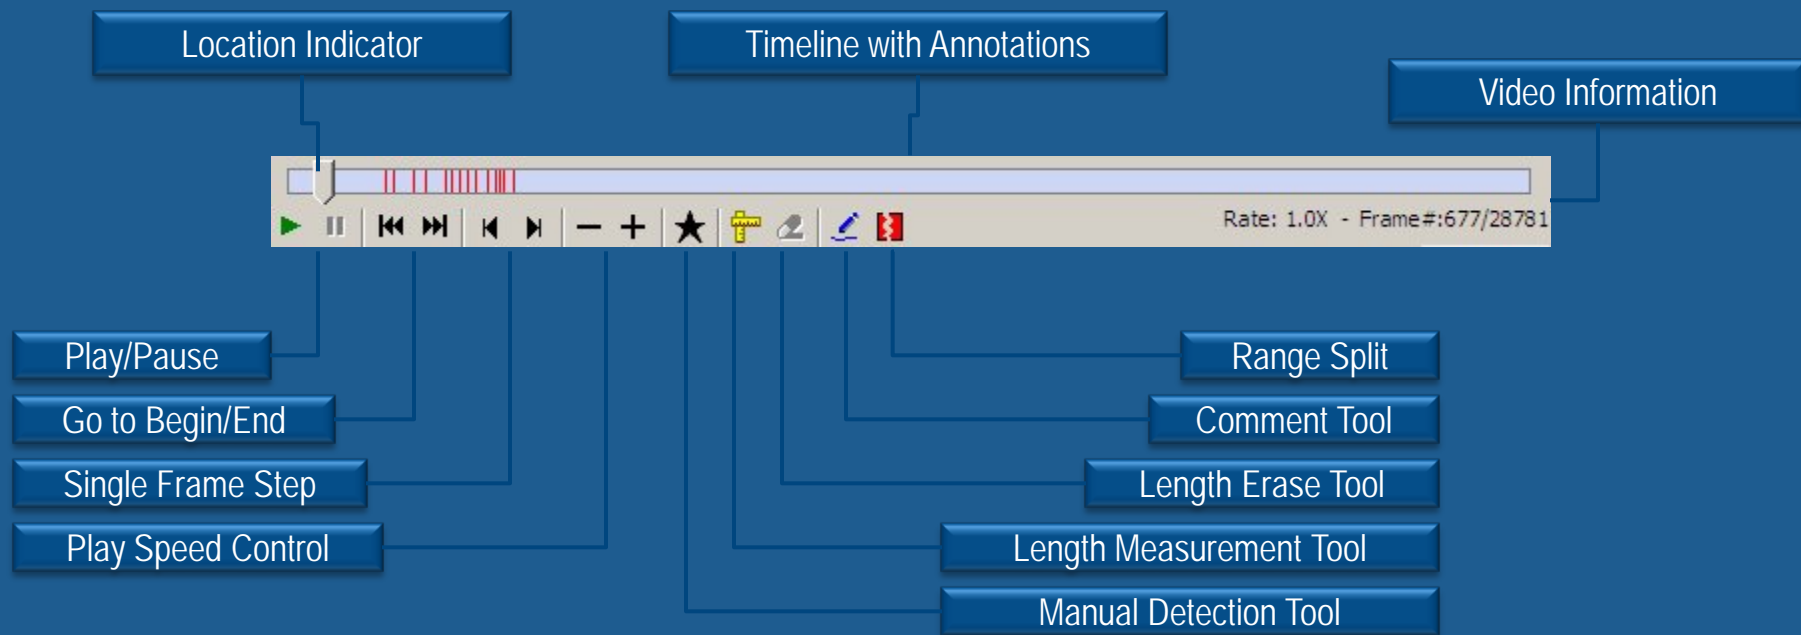 Location Indicator
Timeline with Annotations
Video Information
Rate: 1.0X - Frame#:677/28781
Play/Pause
Go to Begin/End
Single Frame Step
Play Speed Control
Range Split
Comment Tool
Length Erase Tool
Length Measurement Tool
Manual Detection Tool